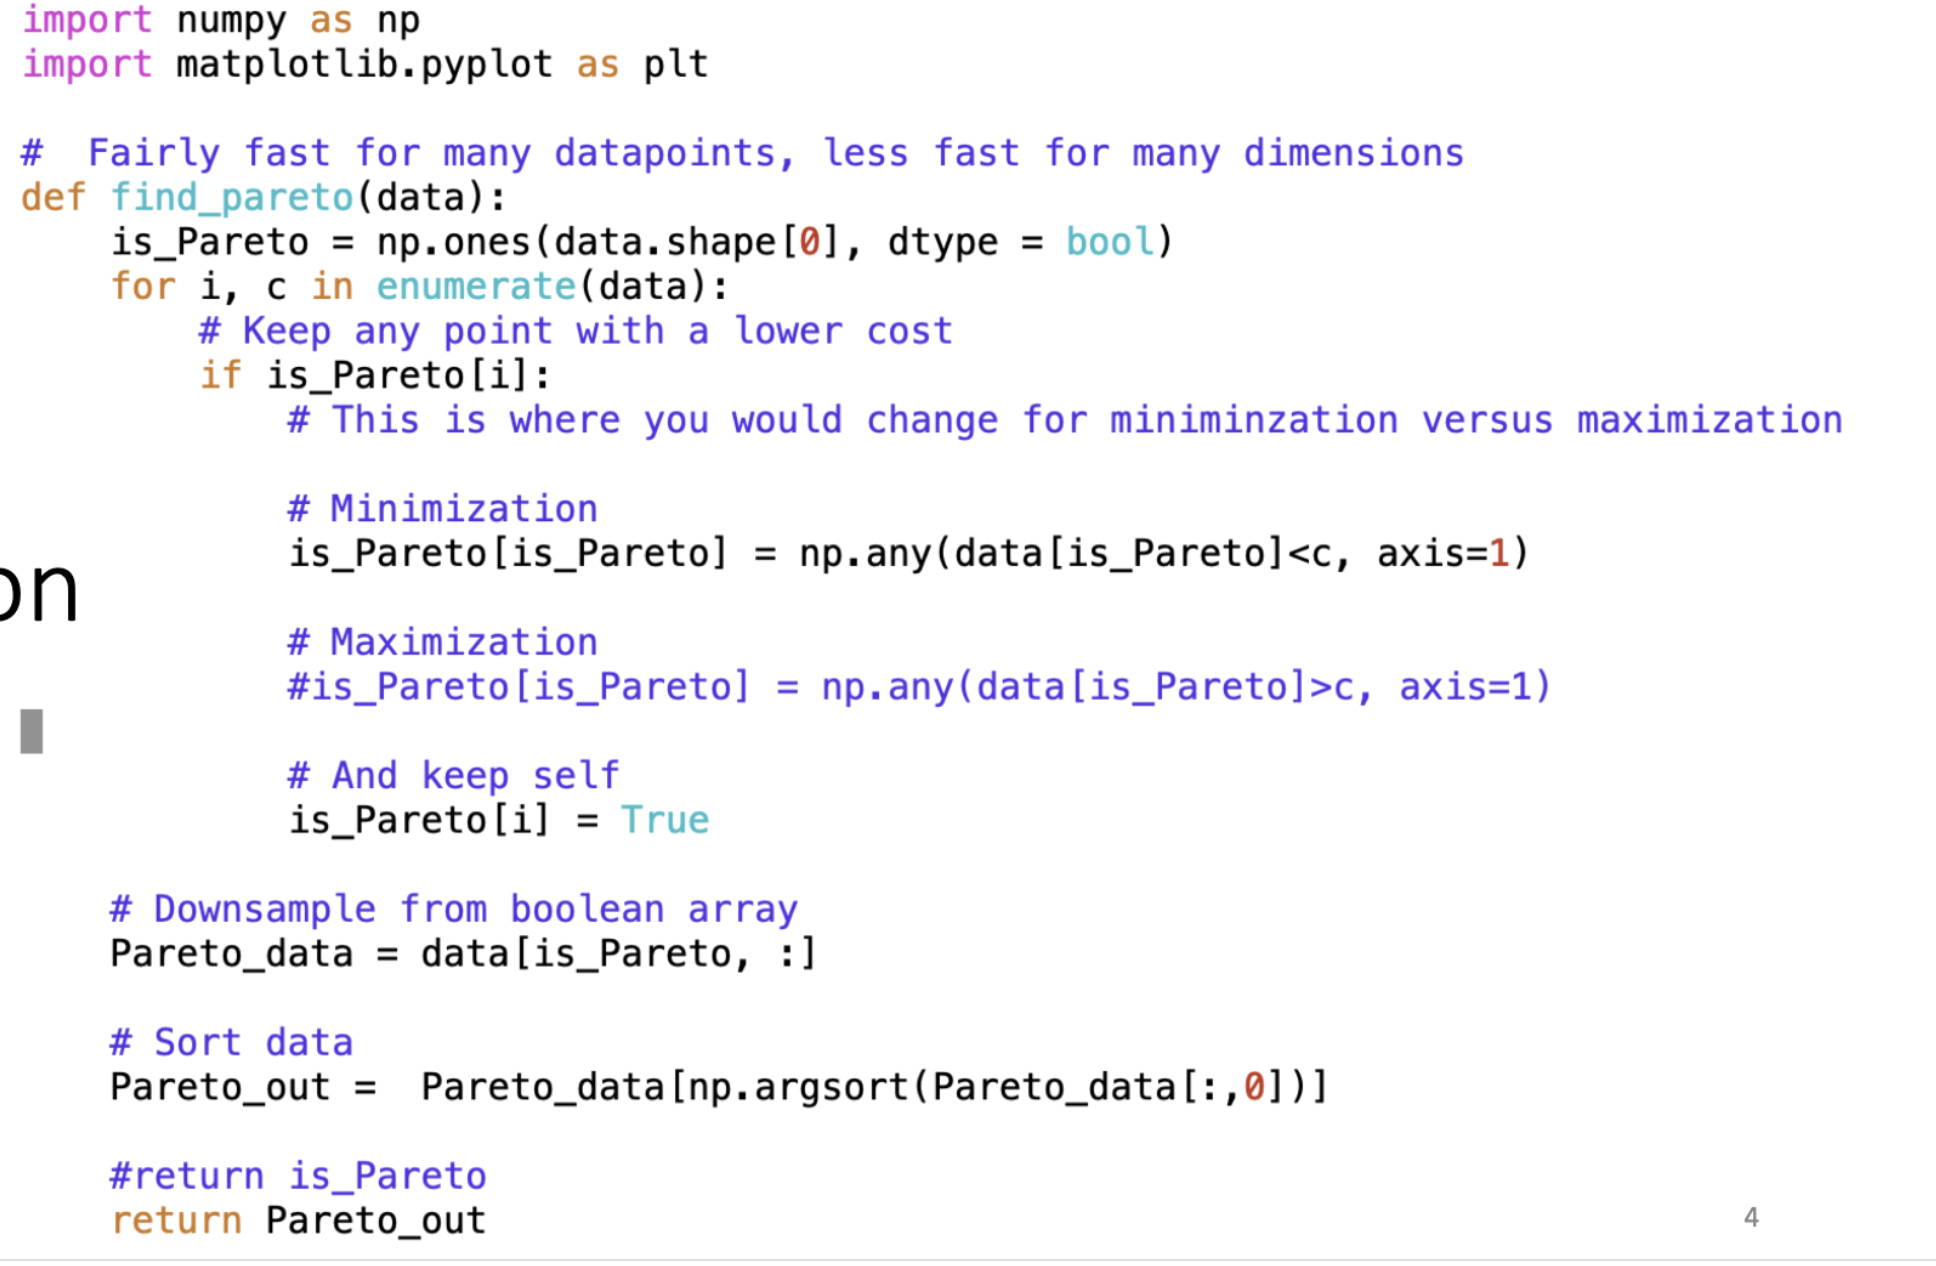 import numpy as np
import matplotlib.pyplot as plt
#  Fairly fast for many datapoints, less fast for many dimensions
def find_pareto(data):
    is_Pareto = np.ones(data.shape[0], dtype = bool)
    for i, c in enumerate(data):
        # Keep any point with a lower cost
        if is_Pareto[i]:
            # This is where you would change for miniminzation versus maximization
            # Minimization
            is_Pareto[is_Pareto] = np.any(data[is_Pareto]<c, axis=1)
on
            # Maximization
            #is_Pareto[is_Pareto] = np.any(data[is_Pareto]>c, axis=1)
            # And keep self
            is_Pareto[i] = True
    # Downsample from boolean array
    Pareto_data = data[is_Pareto, :]
    # Sort data
    Pareto_out =  Pareto_data[np.argsort(Pareto_data[:,0])]
    #return is_Pareto
    return Pareto_out
4